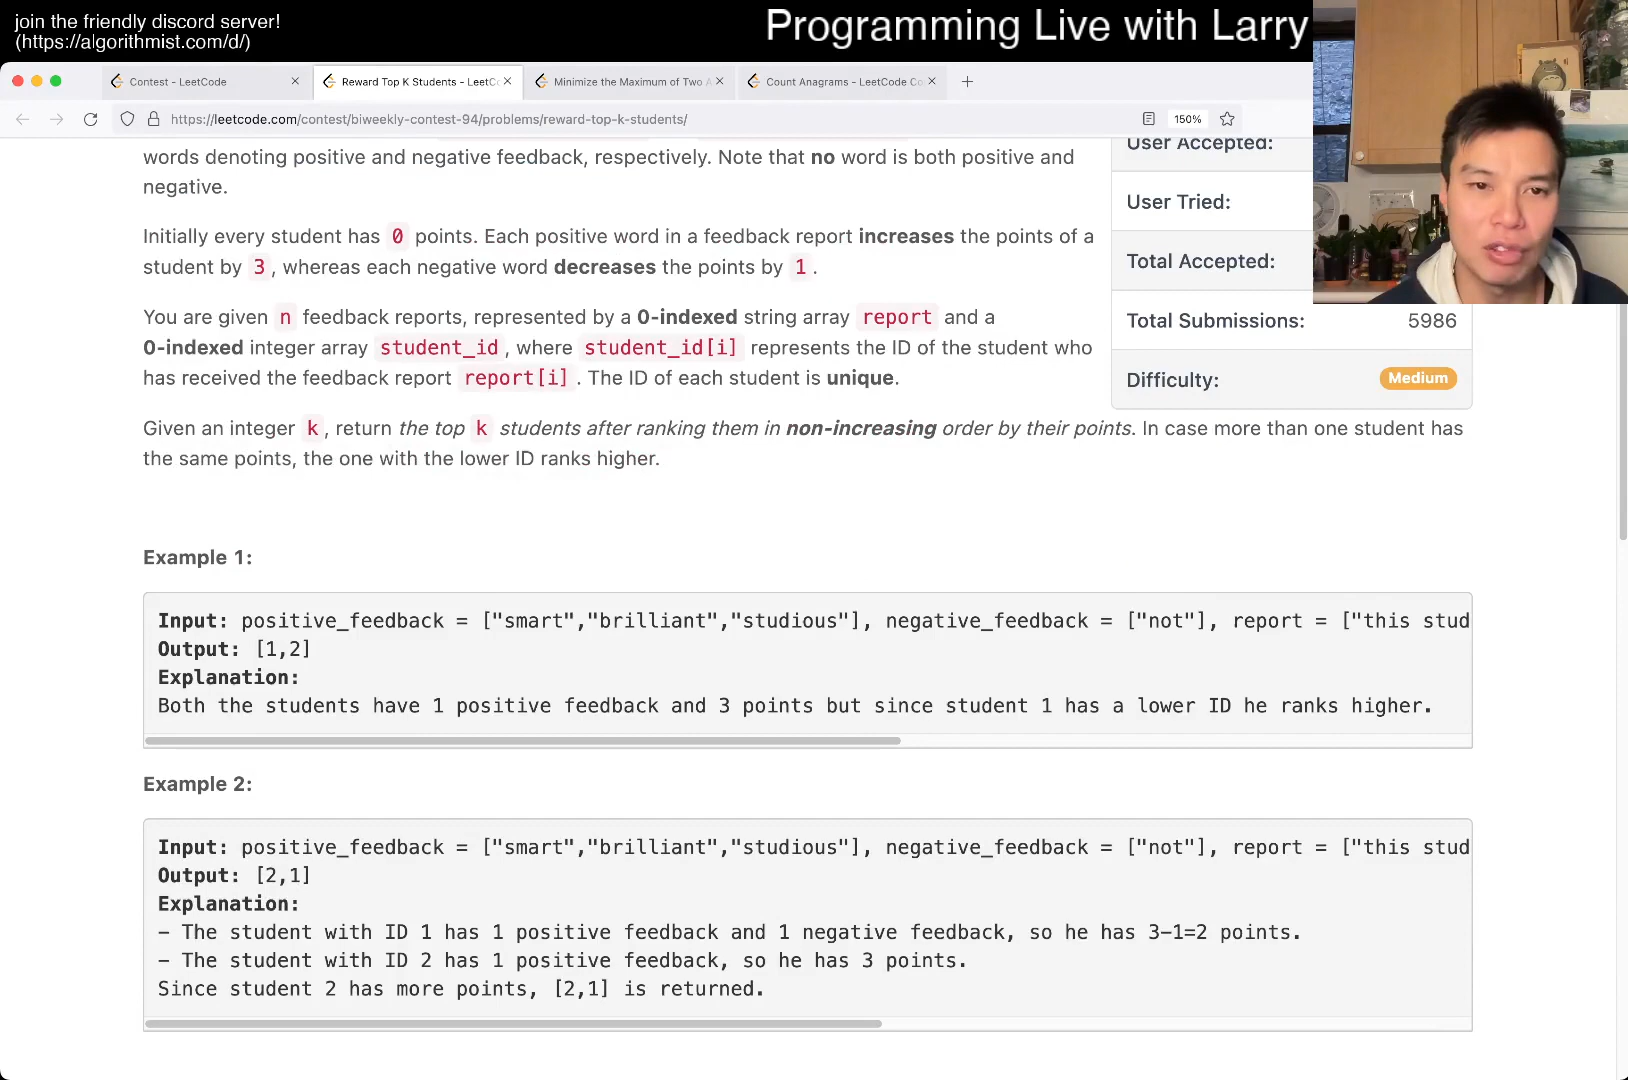 join the friendly discord server!
(https://algorithmist.com/d/)
Programming Live with Larry
Contest - LeetCode
Reward Top K Students - LeetC
Minimize the Maximum of Two
Count Anagrams - LeetCode Co
https://leetcode.com/contest/biweekly-contest-94/problems/reward-top-k-students/
150%
words denoting positive and negative feedback, respectively. Note that no word is both positive and
negative.
Initially every student has 0 points. Each positive word in a feedback report increases the points of a
student by 3, whereas each negative word decreases the points by 1.
You are given n feedback reports, represented by a 0-indexed string array report and a
0-indexed integer array student_id, where student_id[i] represents the ID of the student who
has received the feedback report report[i]. The ID of each student is unique.
Given an integer k, return the top k students after ranking them in non-increasing order by their points. In case more than one student has
the same points, the one with the lower ID ranks higher.
User Accepted:
User Tried:
Total Accepted:
Total Submissions: 5986
Difficulty: Medium
Example 1:
Input: positive_feedback = ["smart","brilliant","studious"], negative_feedback = ["not"], report = ["this stud
Output: [1,2]
Explanation:
Both the students have 1 positive feedback and 3 points but since student 1 has a lower ID he ranks higher.
Example 2:
Input: positive_feedback = ["smart","brilliant","studious"], negative_feedback = ["not"], report = ["this stud
Output: [2,1]
Explanation:
- The student with ID 1 has 1 positive feedback and 1 negative feedback, so he has 3-1=2 points.
- The student with ID 2 has 1 positive feedback, so he has 3 points.
Since student 2 has more points, [2,1] is returned.